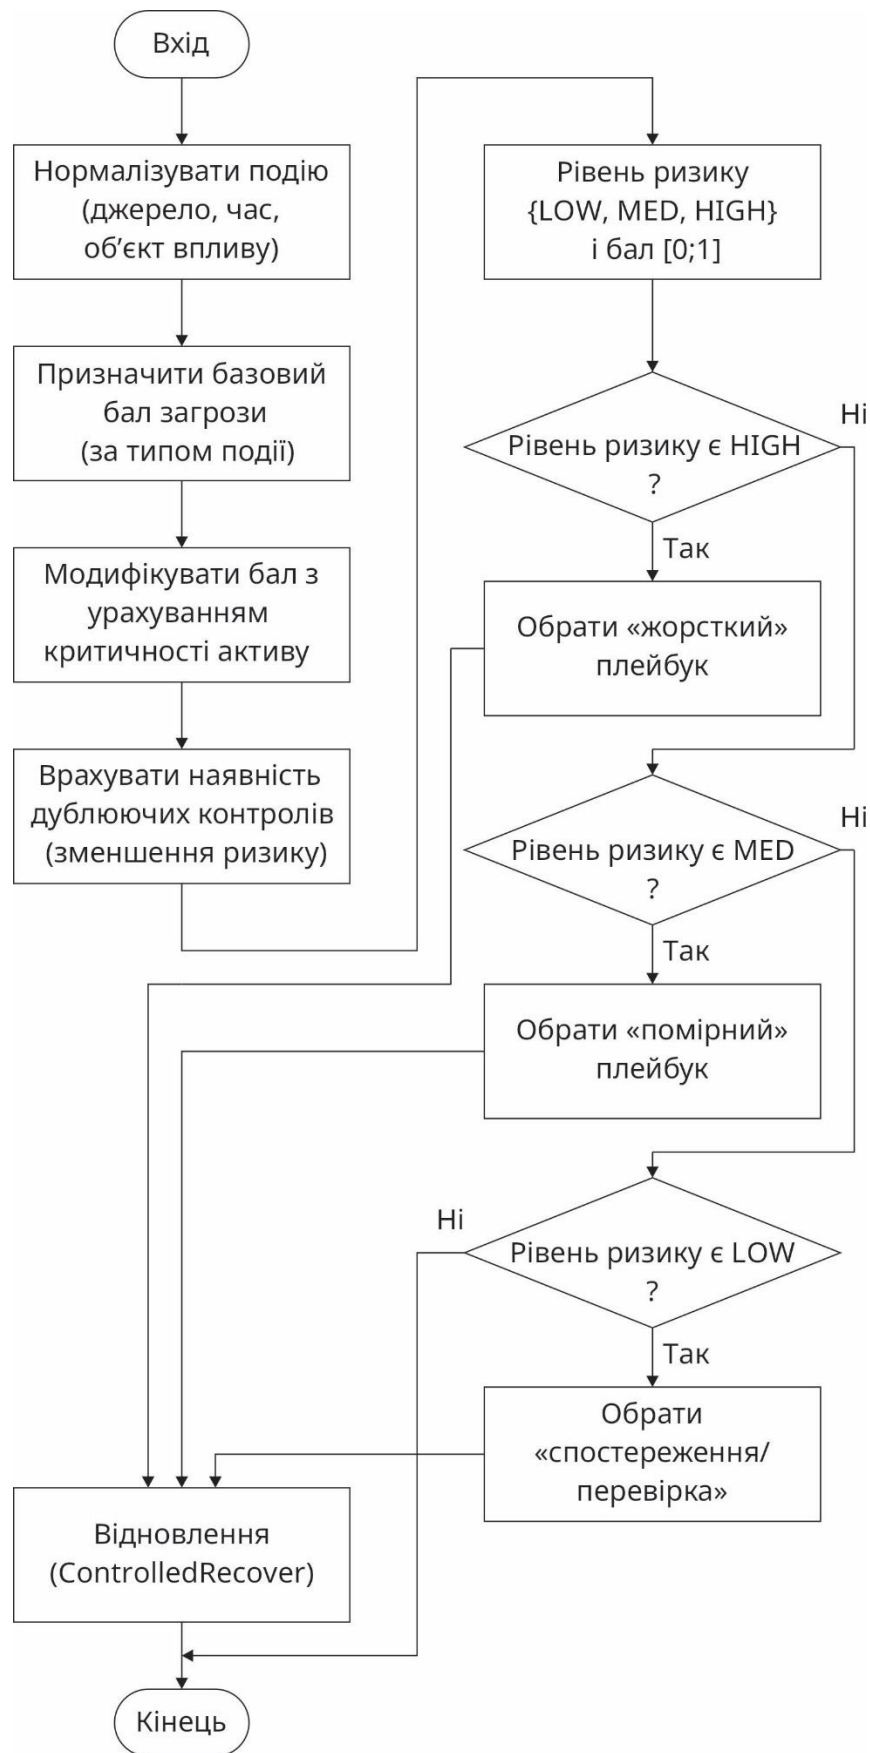 Вхід
Нормалізувати подію
(джерело, час,
об’єкт впливу)
Призначити базовий
бал загрози
(за типом події)
Модифікувати бал з
урахуванням
критичності активу
Врахувати наявність
дублюючих контролів
(зменшення ризику)
Рівень ризику
{LOW, MED, HIGH}
і бал [0;1]
Рівень ризику є HIGH
?
Ні
Так
Обрати «жорсткий»
плейбук
Рівень ризику є MED
?
Ні
Так
Обрати «помірний»
плейбук
Рівень ризику є LOW
?
Ні
Так
Обрати
«спостереження/
перевірка»
Відновлення
(ControlledRecover)
Кінець